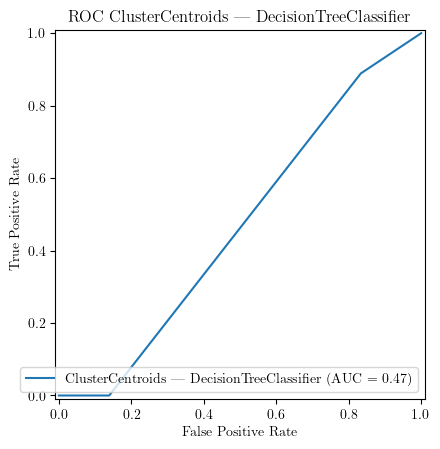 ROC ClusterCentroids — DecisionTreeClassifier
1.0
0.8
0.6
0.4
0.2
0.0
True Positive Rate
ClusterCentroids — DecisionTreeClassifier (AUC = 0.47)
0.0 0.2 0.4 0.6 0.8 1.0
False Positive Rate